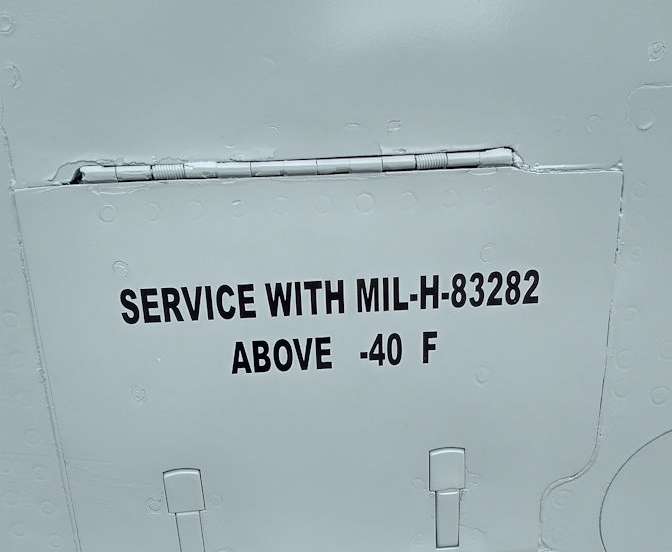 SERVICE WITH MIL-H-83282
ABOVE -40 F